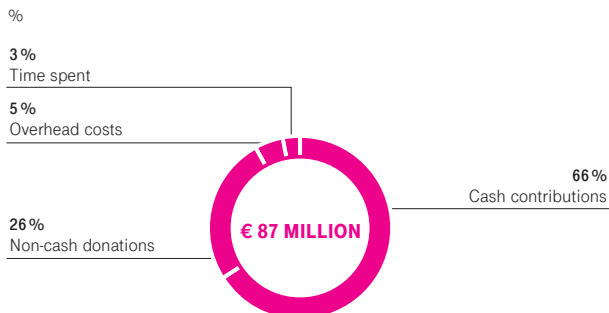 %
3 %
Time spent
5 %
Overhead costs
66 %
Cash contributions
26 %
Non-cash donations
€ 87 MILLION